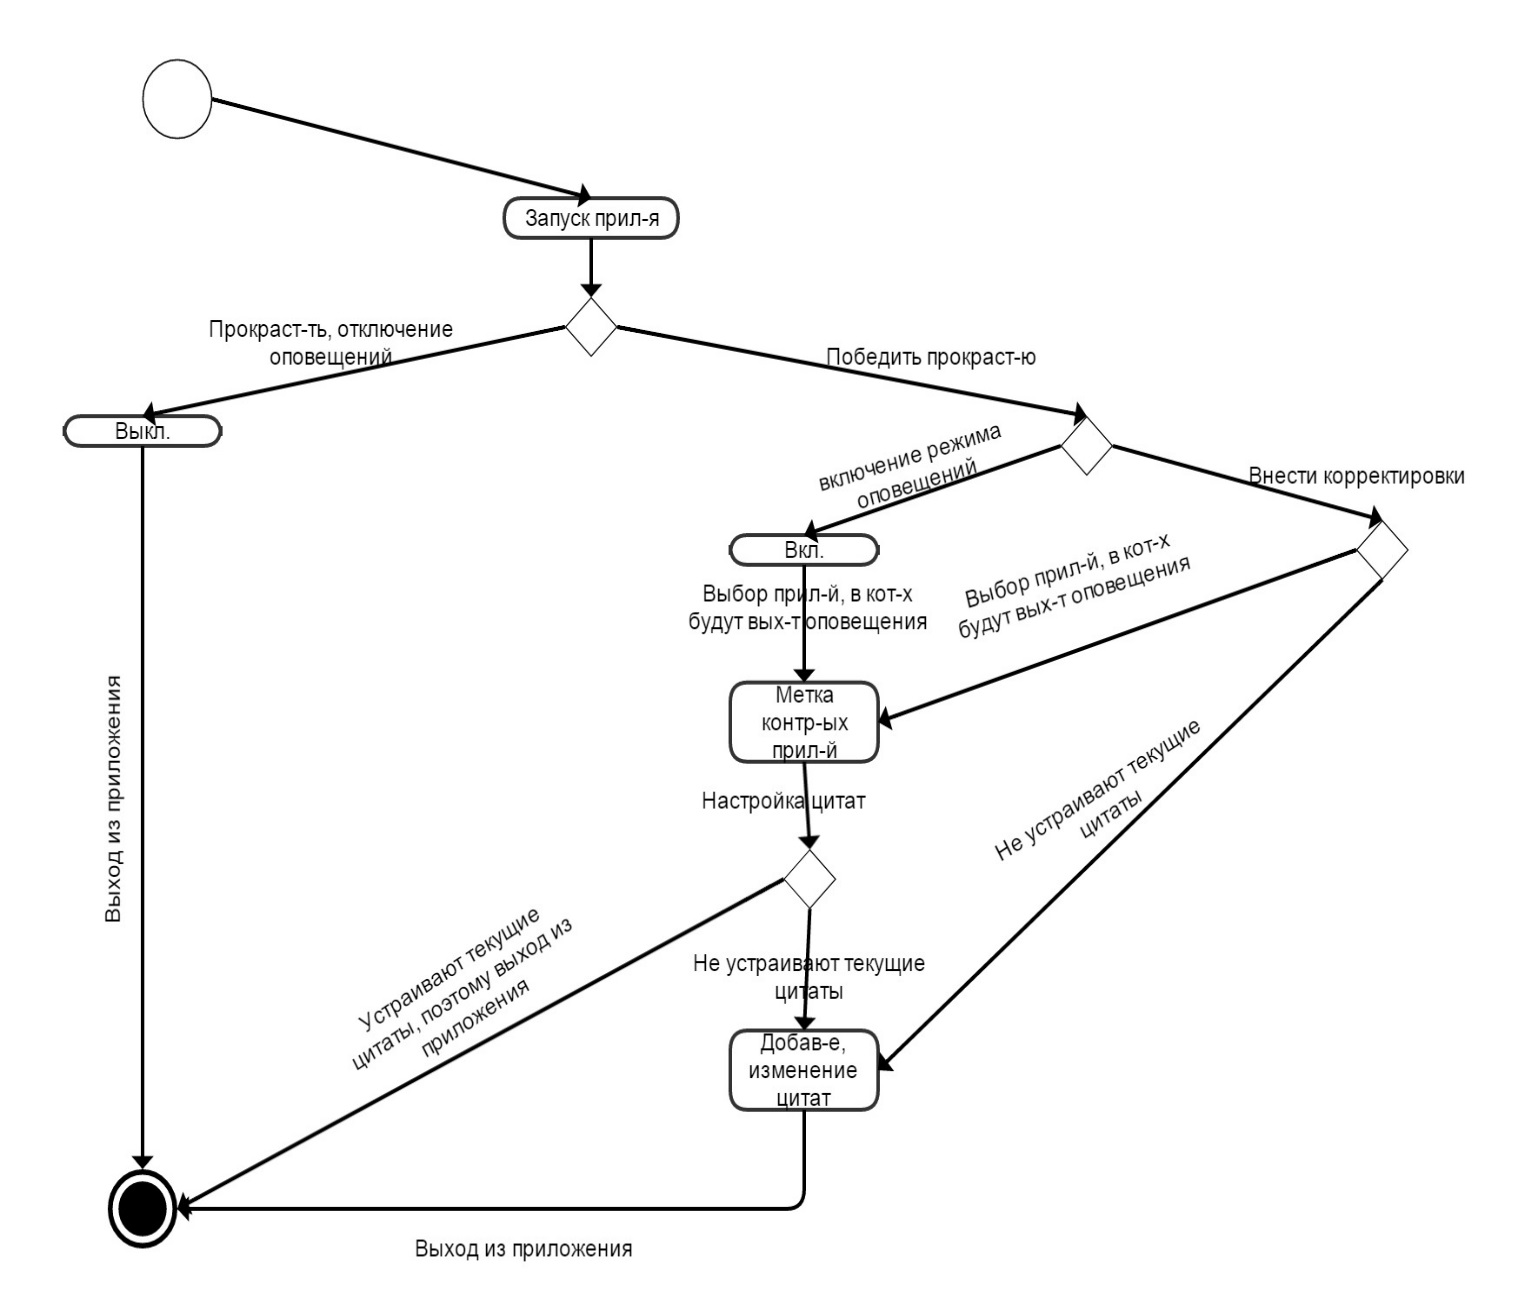 Запуск прил-я
Прокраст-ть, отключение
оповещений
Победить прокраст-ю
Выкл.
включение режима
оповещений
Внести корректировки
Вкл.
Выбор прил-й, в кот-х
будут вых-т оповещения
Выбор прил-й, в кот-х
будут вых-т оповещения
Метка
контр-ых
прил-й
Выход из приложения
Настройка цитат
Не устраивают текущие
цитаты
Устраивают текущие
цитаты, поэтому выход из
приложения
Не устраивают текущие
цитаты
Добав-е,
изменение
цитат
Выход из приложения